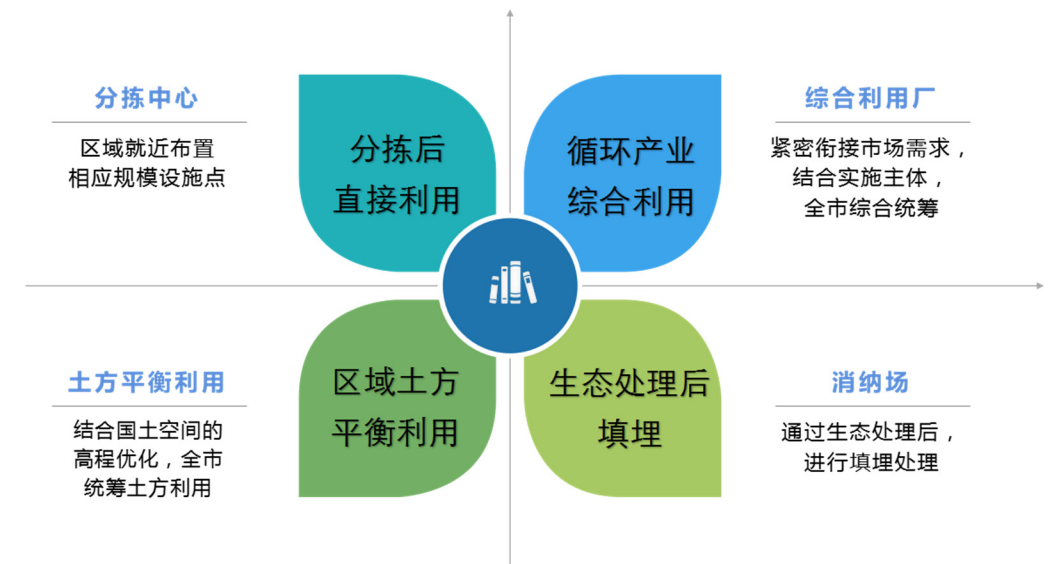 分拣中心
区域就近布置
相应规模设施点
分拣后
直接利用
循环产业
综合利用
综合利用厂
紧密衔接市场需求，
结合实施主体，
全市综合统筹
土方平衡利用
结合国土空间的
高程优化，全市
统筹土方利用
区域土方
平衡利用
生态处理后
填埋
消纳场
通过生态处理后，
进行填埋处理